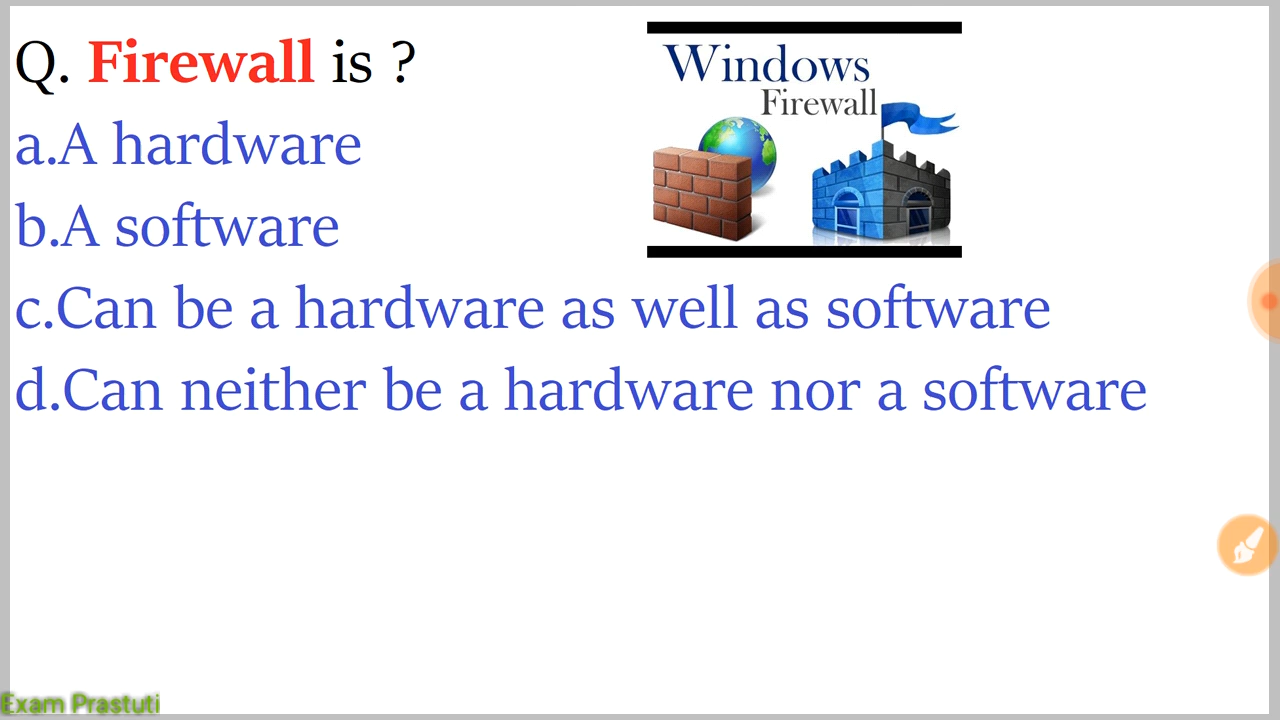 Q. Firewall is ?
Windows
Firewall
a.A hardware
b.A software
c.Can be a hardware as well as software
d.Can neither be a hardware nor a software
Exam Prastuti